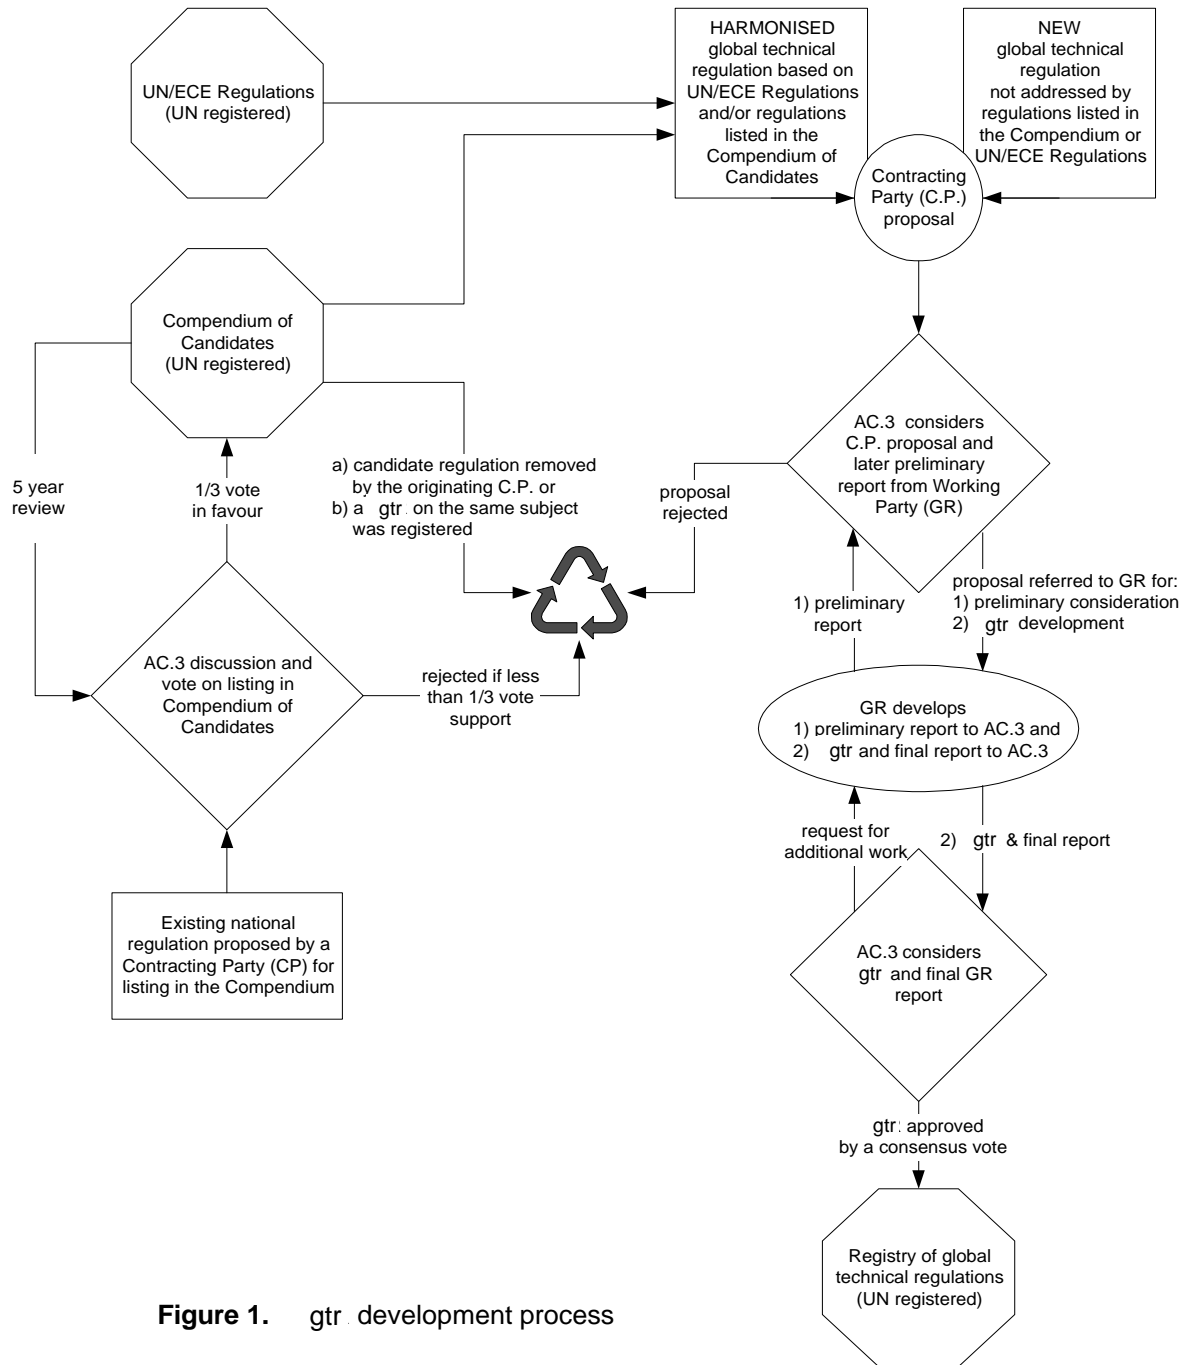 UN/ECE Regulations
(UN registered)
HARMONISED
global technical
regulation based on
UN/ECE Regulations
and/or regulations
listed in the
Compendium of
Candidates
NEW
global technical
regulation
not addressed by
regulations listed in
the Compendium or
UN/ECE Regulations
Contracting
Party (C.P.)
proposal
Compendium of
Candidates
(UN registered)
AC.3 considers
C.P. proposal and
later preliminary
report from Working
Party (GR)
5 year
review
1/3 vote
in favour
a) candidate regulation removed
by the originating C.P. or
b) a gtr on the same subject
was registered
proposal
rejected
1) preliminary
report
proposal referred to GR for:
1) preliminary consideration
2) gtr development
AC.3 discussion and
vote on listing in
Compendium of
Candidates
rejected if less
than 1/3 vote
support
GR develops
1) preliminary report to AC.3 and
2) gtr and final report to AC.3
request for
additional work
2) gtr & final report
Existing national
regulation proposed by a
Contracting Party (CP) for
listing in the Compendium
AC.3 considers
gtr and final GR
report
gtr approved
by a consensus vote
Registry of global
technical regulations
(UN registered)
Figure 1. gtr development process